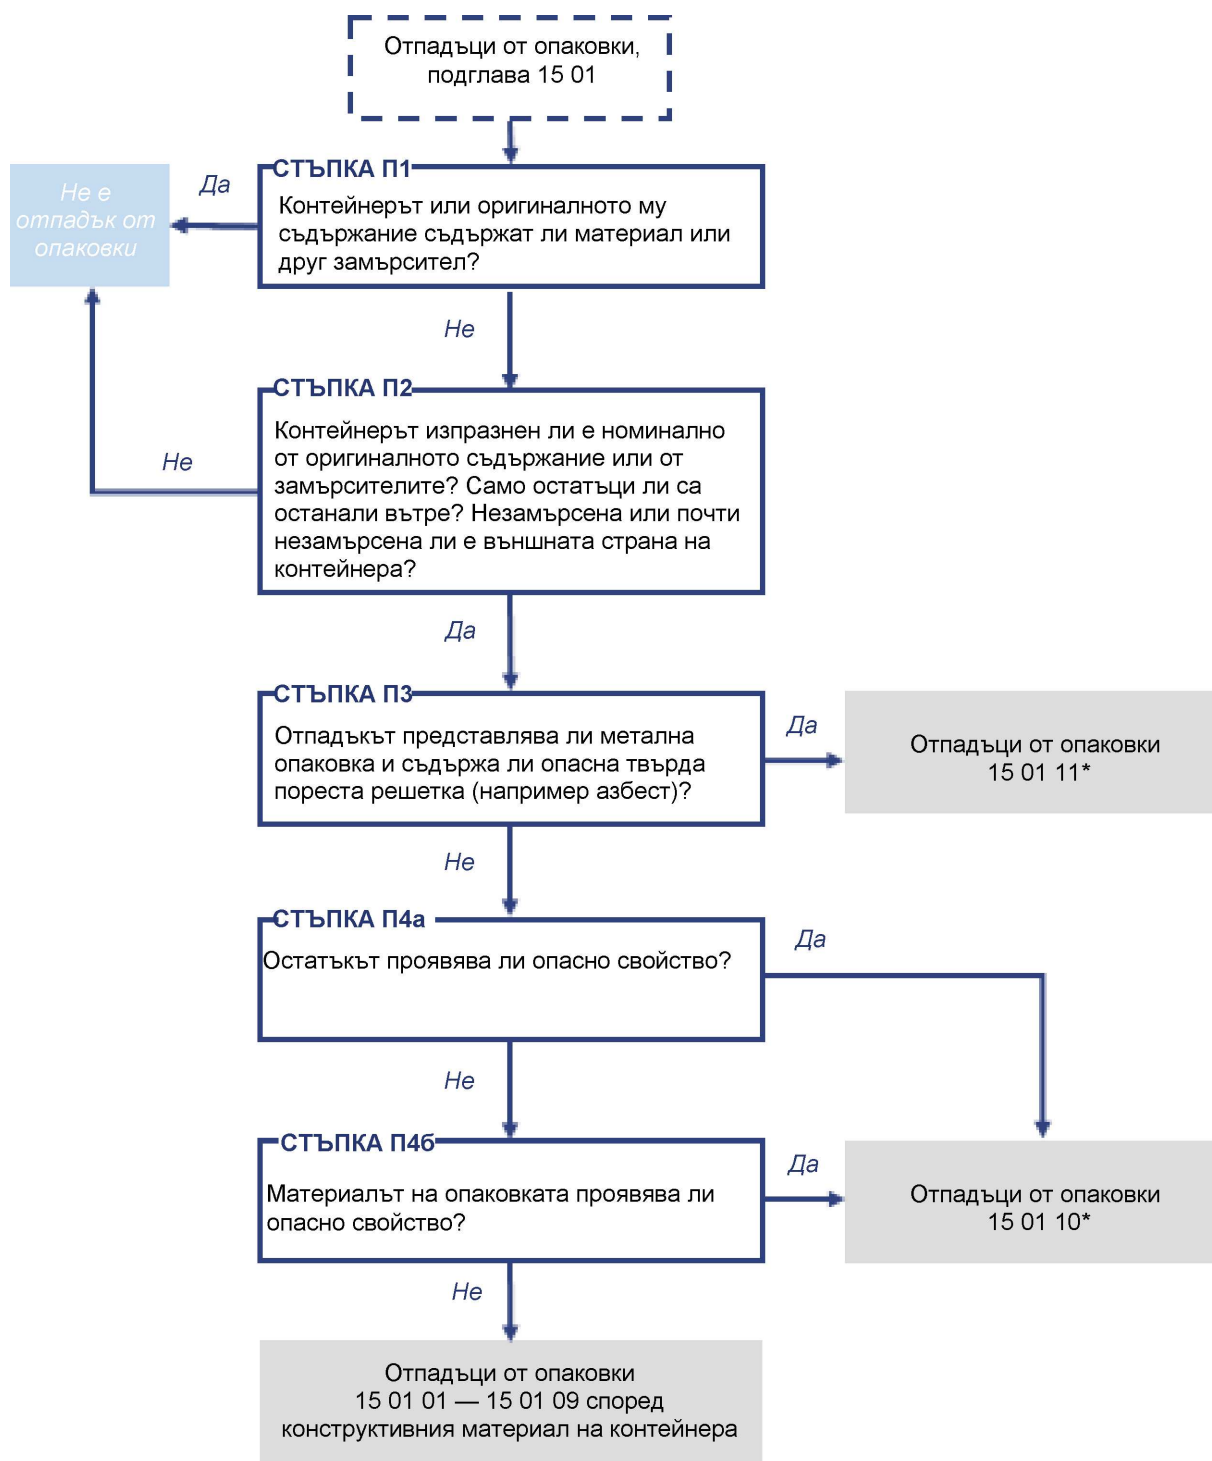 Отпадъци от опаковки,
подглава 15 01
СТЪПКА П1
Да
Не е
отпадък от
опаковки
Контейнерът или оригиналното му
съдържание съдържат ли материал или
друг замърсител?
Не
СТЪПКА П2
Контейнерът изпразнен ли е номинално
от оригиналното съдържание или от
замърсителите? Само остатъци ли са
останали вътре? Незамърсена или почти
незамърсена ли е външната страна на
контейнера?
Не
Да
СТЪПКА П3
Отпадъкът представлява ли метална
опаковка и съдържа ли опасна твърда
пореста решетка (например азбест)?
Да
Отпадъци от опаковки
15 01 11*
Не
СТЪПКА П4а
Остатъкът проявява ли опасно свойство?
Да
Не
СТЪПКА П4б
Материалът на опаковката проявява ли
опасно свойство?
Да
Отпадъци от опаковки
15 01 10*
Не
Отпадъци от опаковки
15 01 01 — 15 01 09 според
конструктивния материал на контейнера